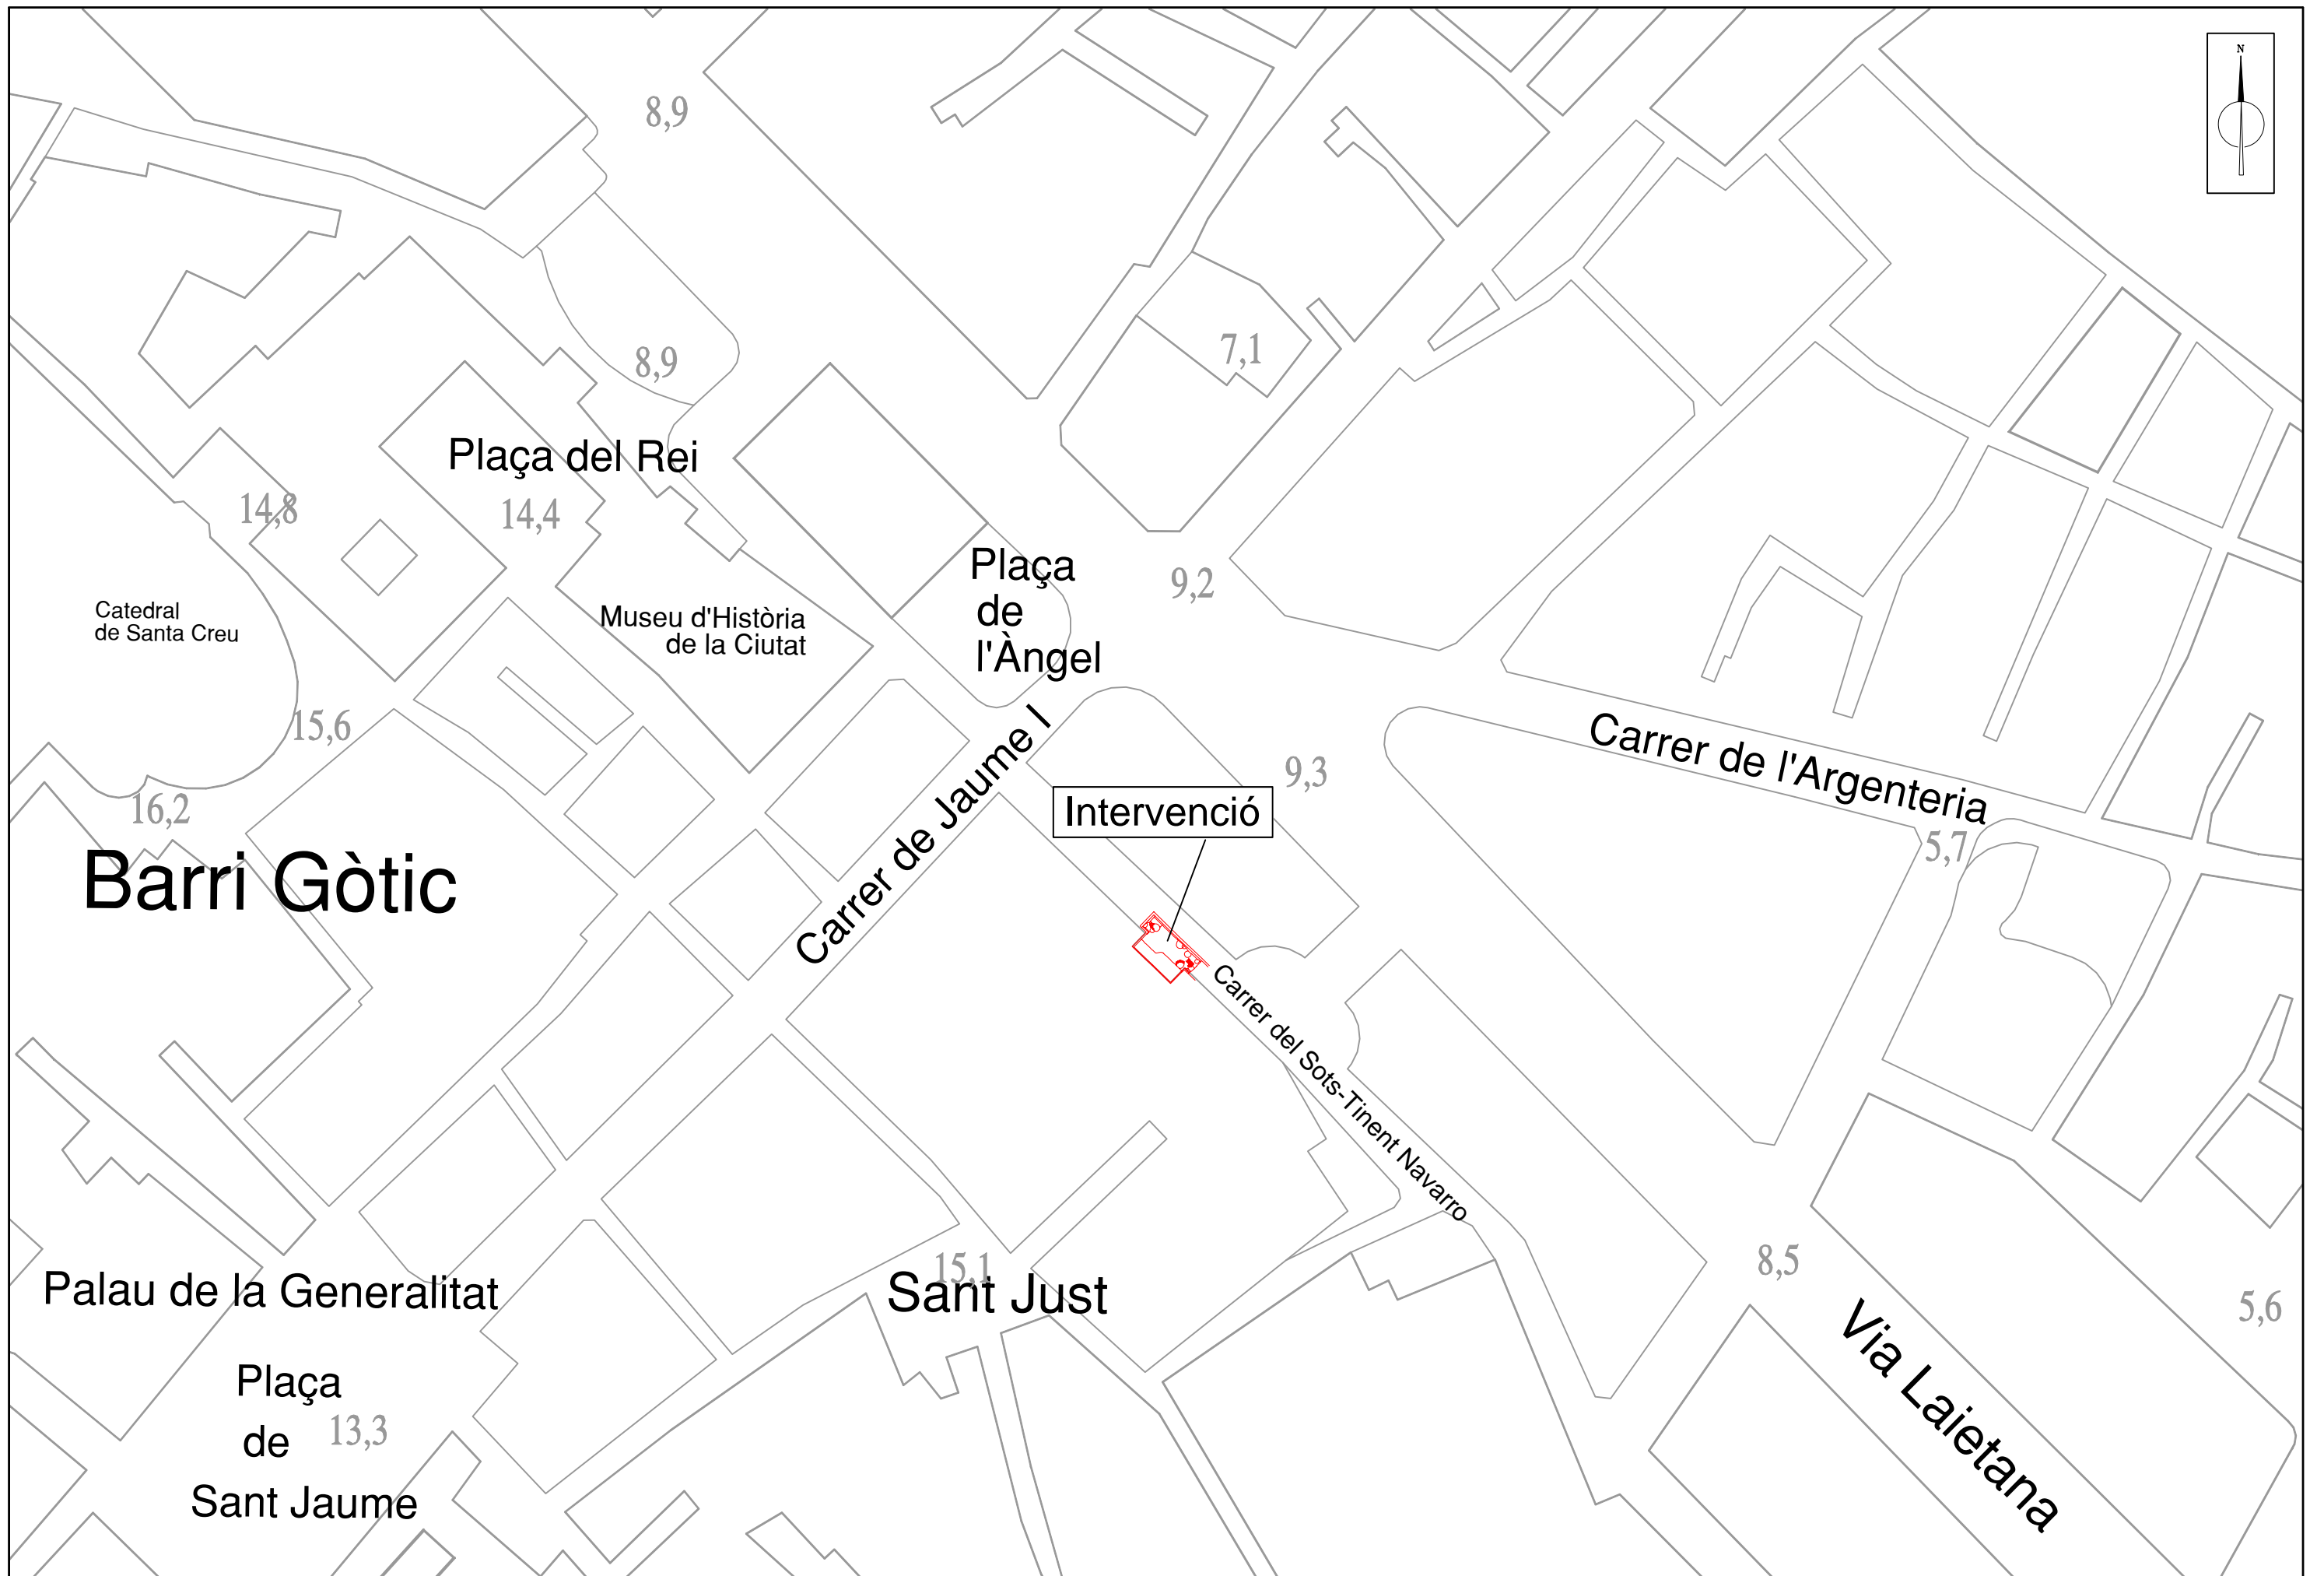 N
8,9
8,9
7,1
Plaça del Rei
14,8
14,4
Plaça
de
l'Àngel
9,2
Catedral
de Santa Creu
Museu d'Història
de la Ciutat
15,6
Carrer de Jaume I
9,3
Carrer de l'Argenteria
Intervenció
16,2
5,7
Barri Gòtic
Carrer del Sots-Tinent Navarro
Palau de la Generalitat
15,1
Sant Just
8,5
5,6
Via Laietana
Plaça
de
13,3
Sant Jaume